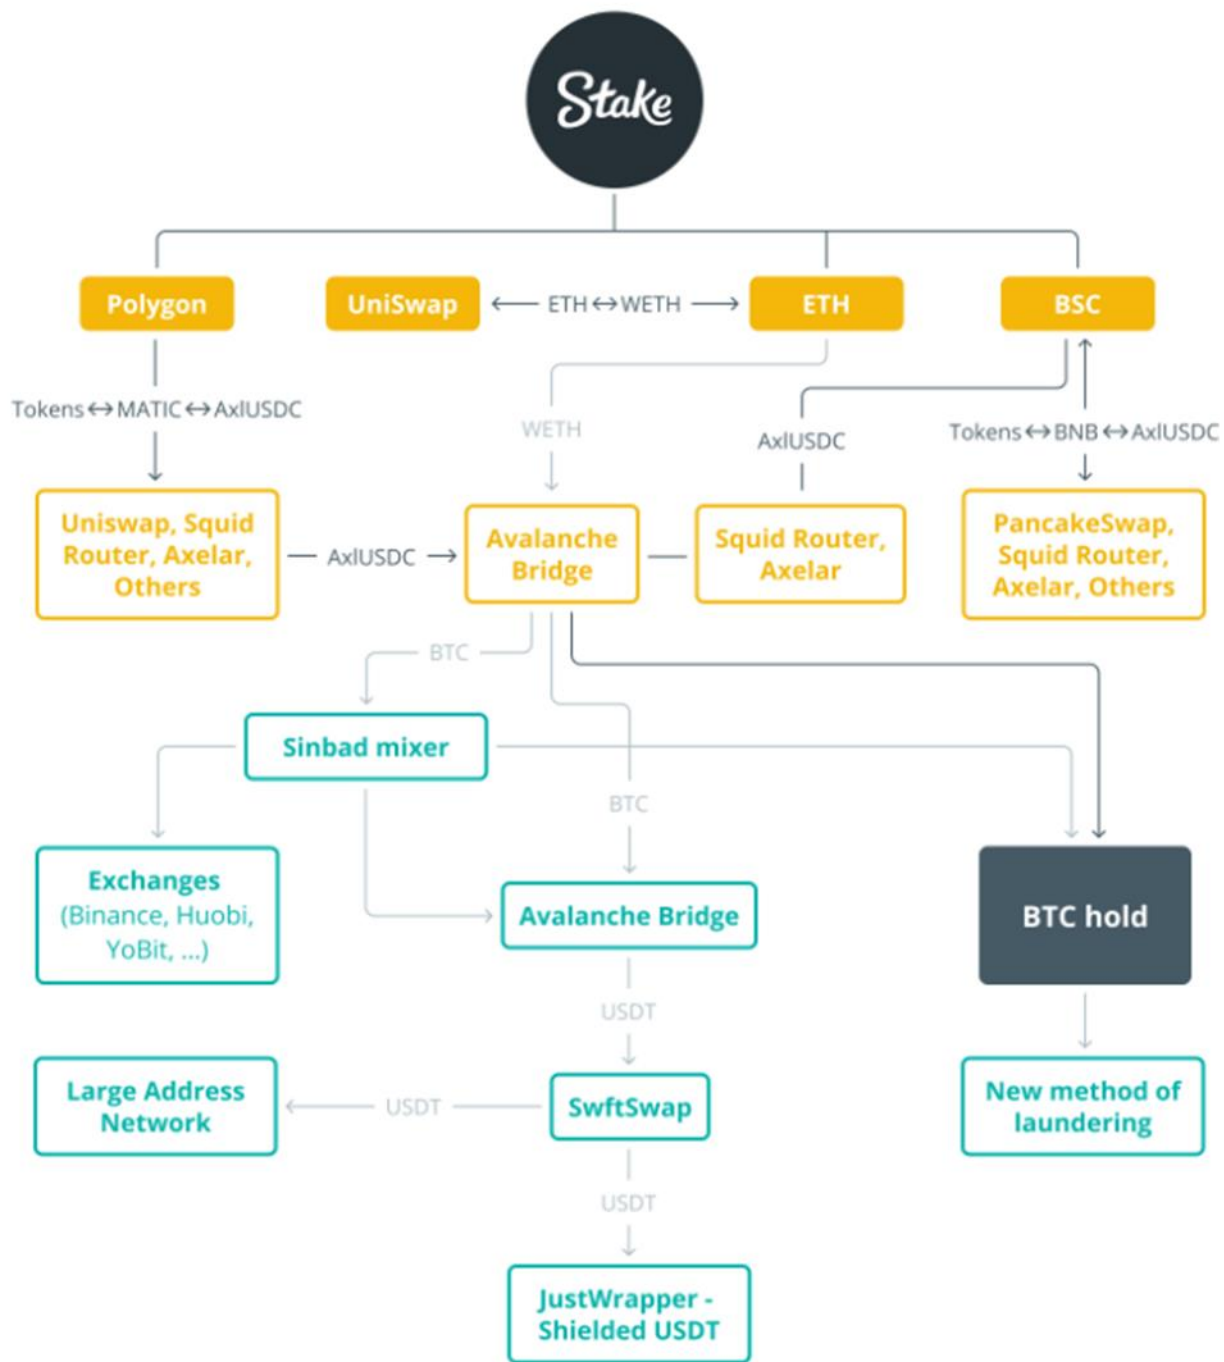 Stake
Polygon
UniSwap
ETH↔WETH
ETH
BSC
Tokens↔MATIC↔AxlUSDC
WETH
AxlUSDC
Tokens↔BNB↔AxlUSDC
Uniswap, Squid
Router, Axelar,
Others
AxlUSDC
Avalanche
Bridge
Squid Router,
Axelar
PancakeSwap,
Squid Router,
Axelar, Others
BTC
Sinbad mixer
BTC
Exchanges
(Binance, Huobi,
YoBit, ...)
Avalanche Bridge
BTC hold
USDT
Large Address
Network
USDT
SwftSwap
New method of
laundering
USDT
JustWrapper -
Shielded USDT